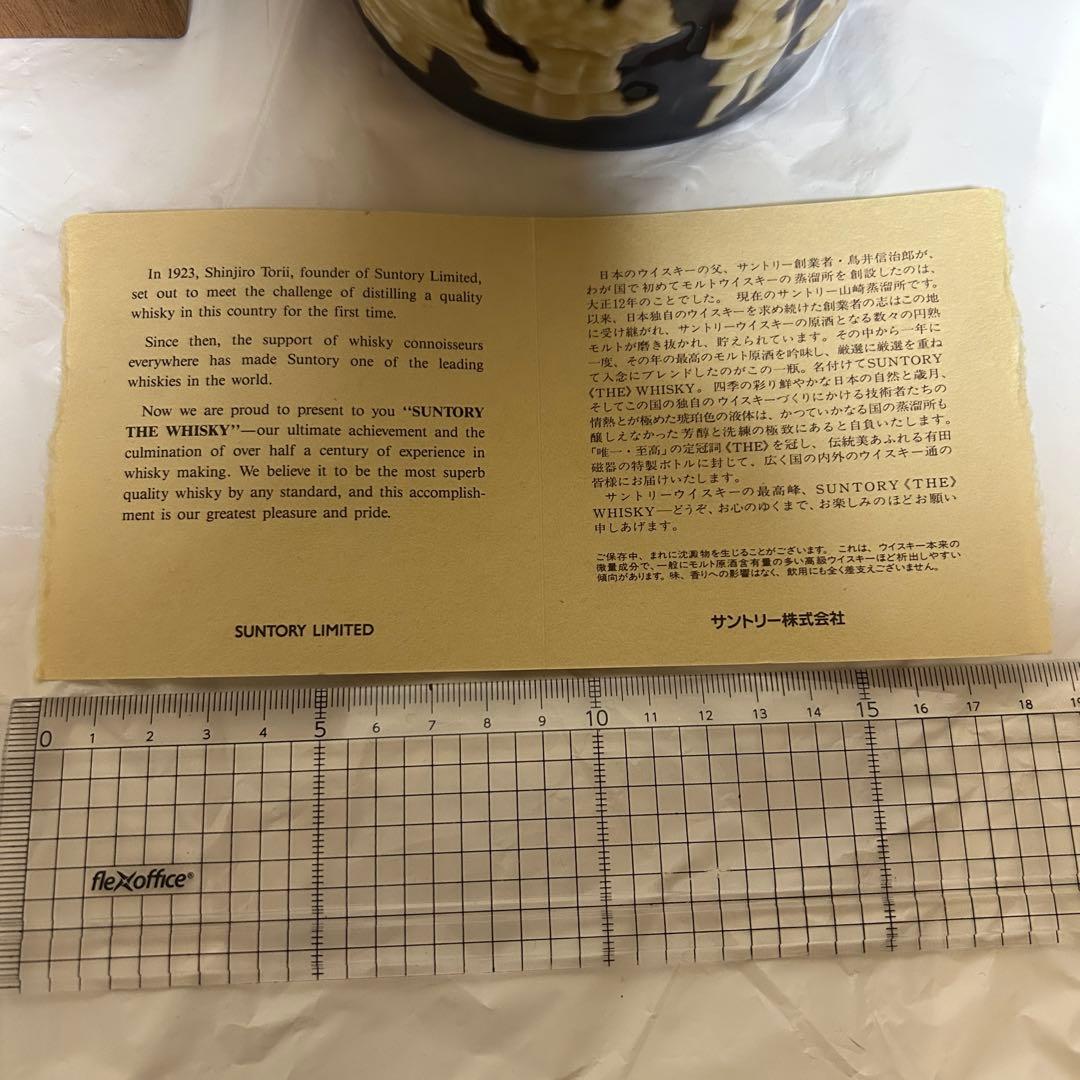 In 1923, Shinjiro Torii, founder of Suntory Limited,
set out to meet the challenge of distilling a quality
whisky in this country for the first time.
Since then, the support of whisky connoisseurs
everywhere has made Suntory one of the leading
whiskies in the world.
Now we are proud to present to you “SUNTORY
THE WHISKY”—our ultimate achievement and the
culmination of over half a century of experience in
whisky making. We believe it to be the most superb
quality whisky by any standard, and this accomplish-
ment is our greatest pleasure and pride.
SUNTORY LIMITED
日本のウイスキーの父、サントリー創業者・鳥井信治郎が、
わが国で初めてモルトウイスキーの蒸溜所を創設したのは、
大正12年のことでした。現在のサントリー山崎蒸溜所です。
以来、日本独自のウイスキーを求め続けた創業者の志はこの地
に受け継がれ、サントリーウイスキーの原酒となる数々の円熟
モルトが磨き抜かれ、貯えられています。その中から一年に
一度、その年の最高のモルト原酒を吟味し、厳選に厳選を重ね
て入念にブレンドしたのがこの一瓶。名付けてSUNTORY
《THE》WHISKY。四季の彩り鮮やかな日本の自然と歳月、
そしてこの国の独自のウイスキーづくりにかける技術者たちの
情熱とが極めた琥珀色の液体は、かつていかなる国の蒸溜所も
醸しえなかった芳醇と洗練の極致にあると自負いたします。
「唯一・至高」の定冠詞《THE》を冠し、伝統美あふれる有田
磁器の特製ボトルに封じて、広く国の内外のウイスキー通の
皆様にお届けいたします。
サントリーウイスキーの最高峰、SUNTORY《THE》
WHISKY—どうぞ、お心のゆくまで、お楽しみのほどお願い
申しあげます。
ご保存中、まれに沈澱物を生じることがございます。これは、ウイスキー本来の
微量成分で、一般にモルト原酒含有量の多い高級ウイスキーほど析出しやすい
傾向があります。味、香りへの影響はなく、飲用にも全く差支えございません。
サントリー株式会社
0 1 2 3 4 5 6 7 8 9 10 11 12 13 14 15 16 17 18 19
flexoffice®